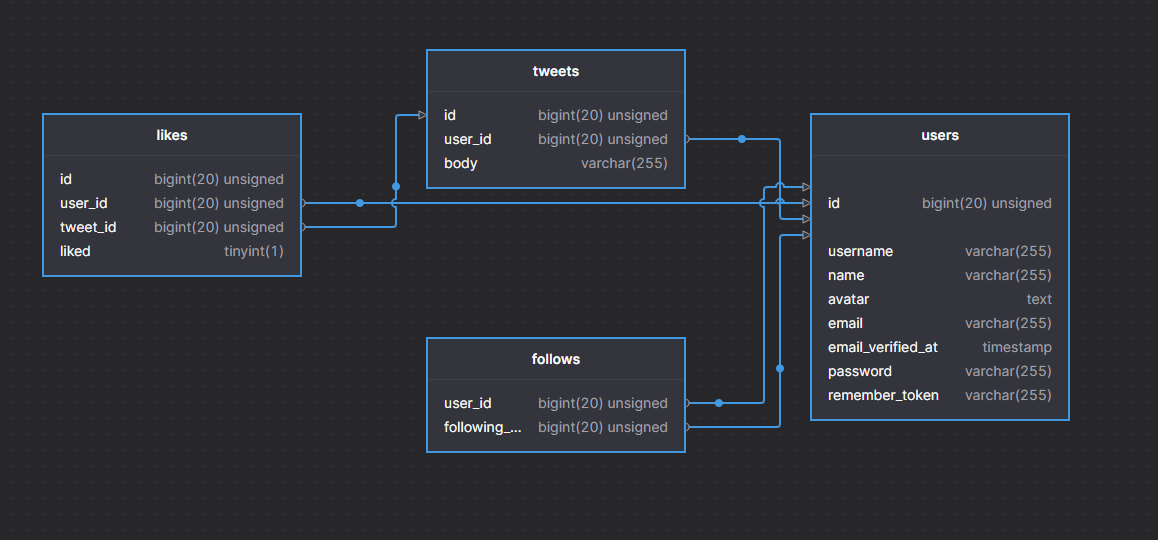 tweets
id bigint(20) unsigned
user_id bigint(20) unsigned
body varchar(255)
likes
id bigint(20) unsigned
user_id bigint(20) unsigned
tweet_id bigint(20) unsigned
liked tinyint(1)
users
id bigint(20) unsigned
username varchar(255)
name varchar(255)
avatar text
email varchar(255)
email_verified_at timestamp
password varchar(255)
remember_token varchar(255)
follows
user_id bigint(20) unsigned
following_... bigint(20) unsigned